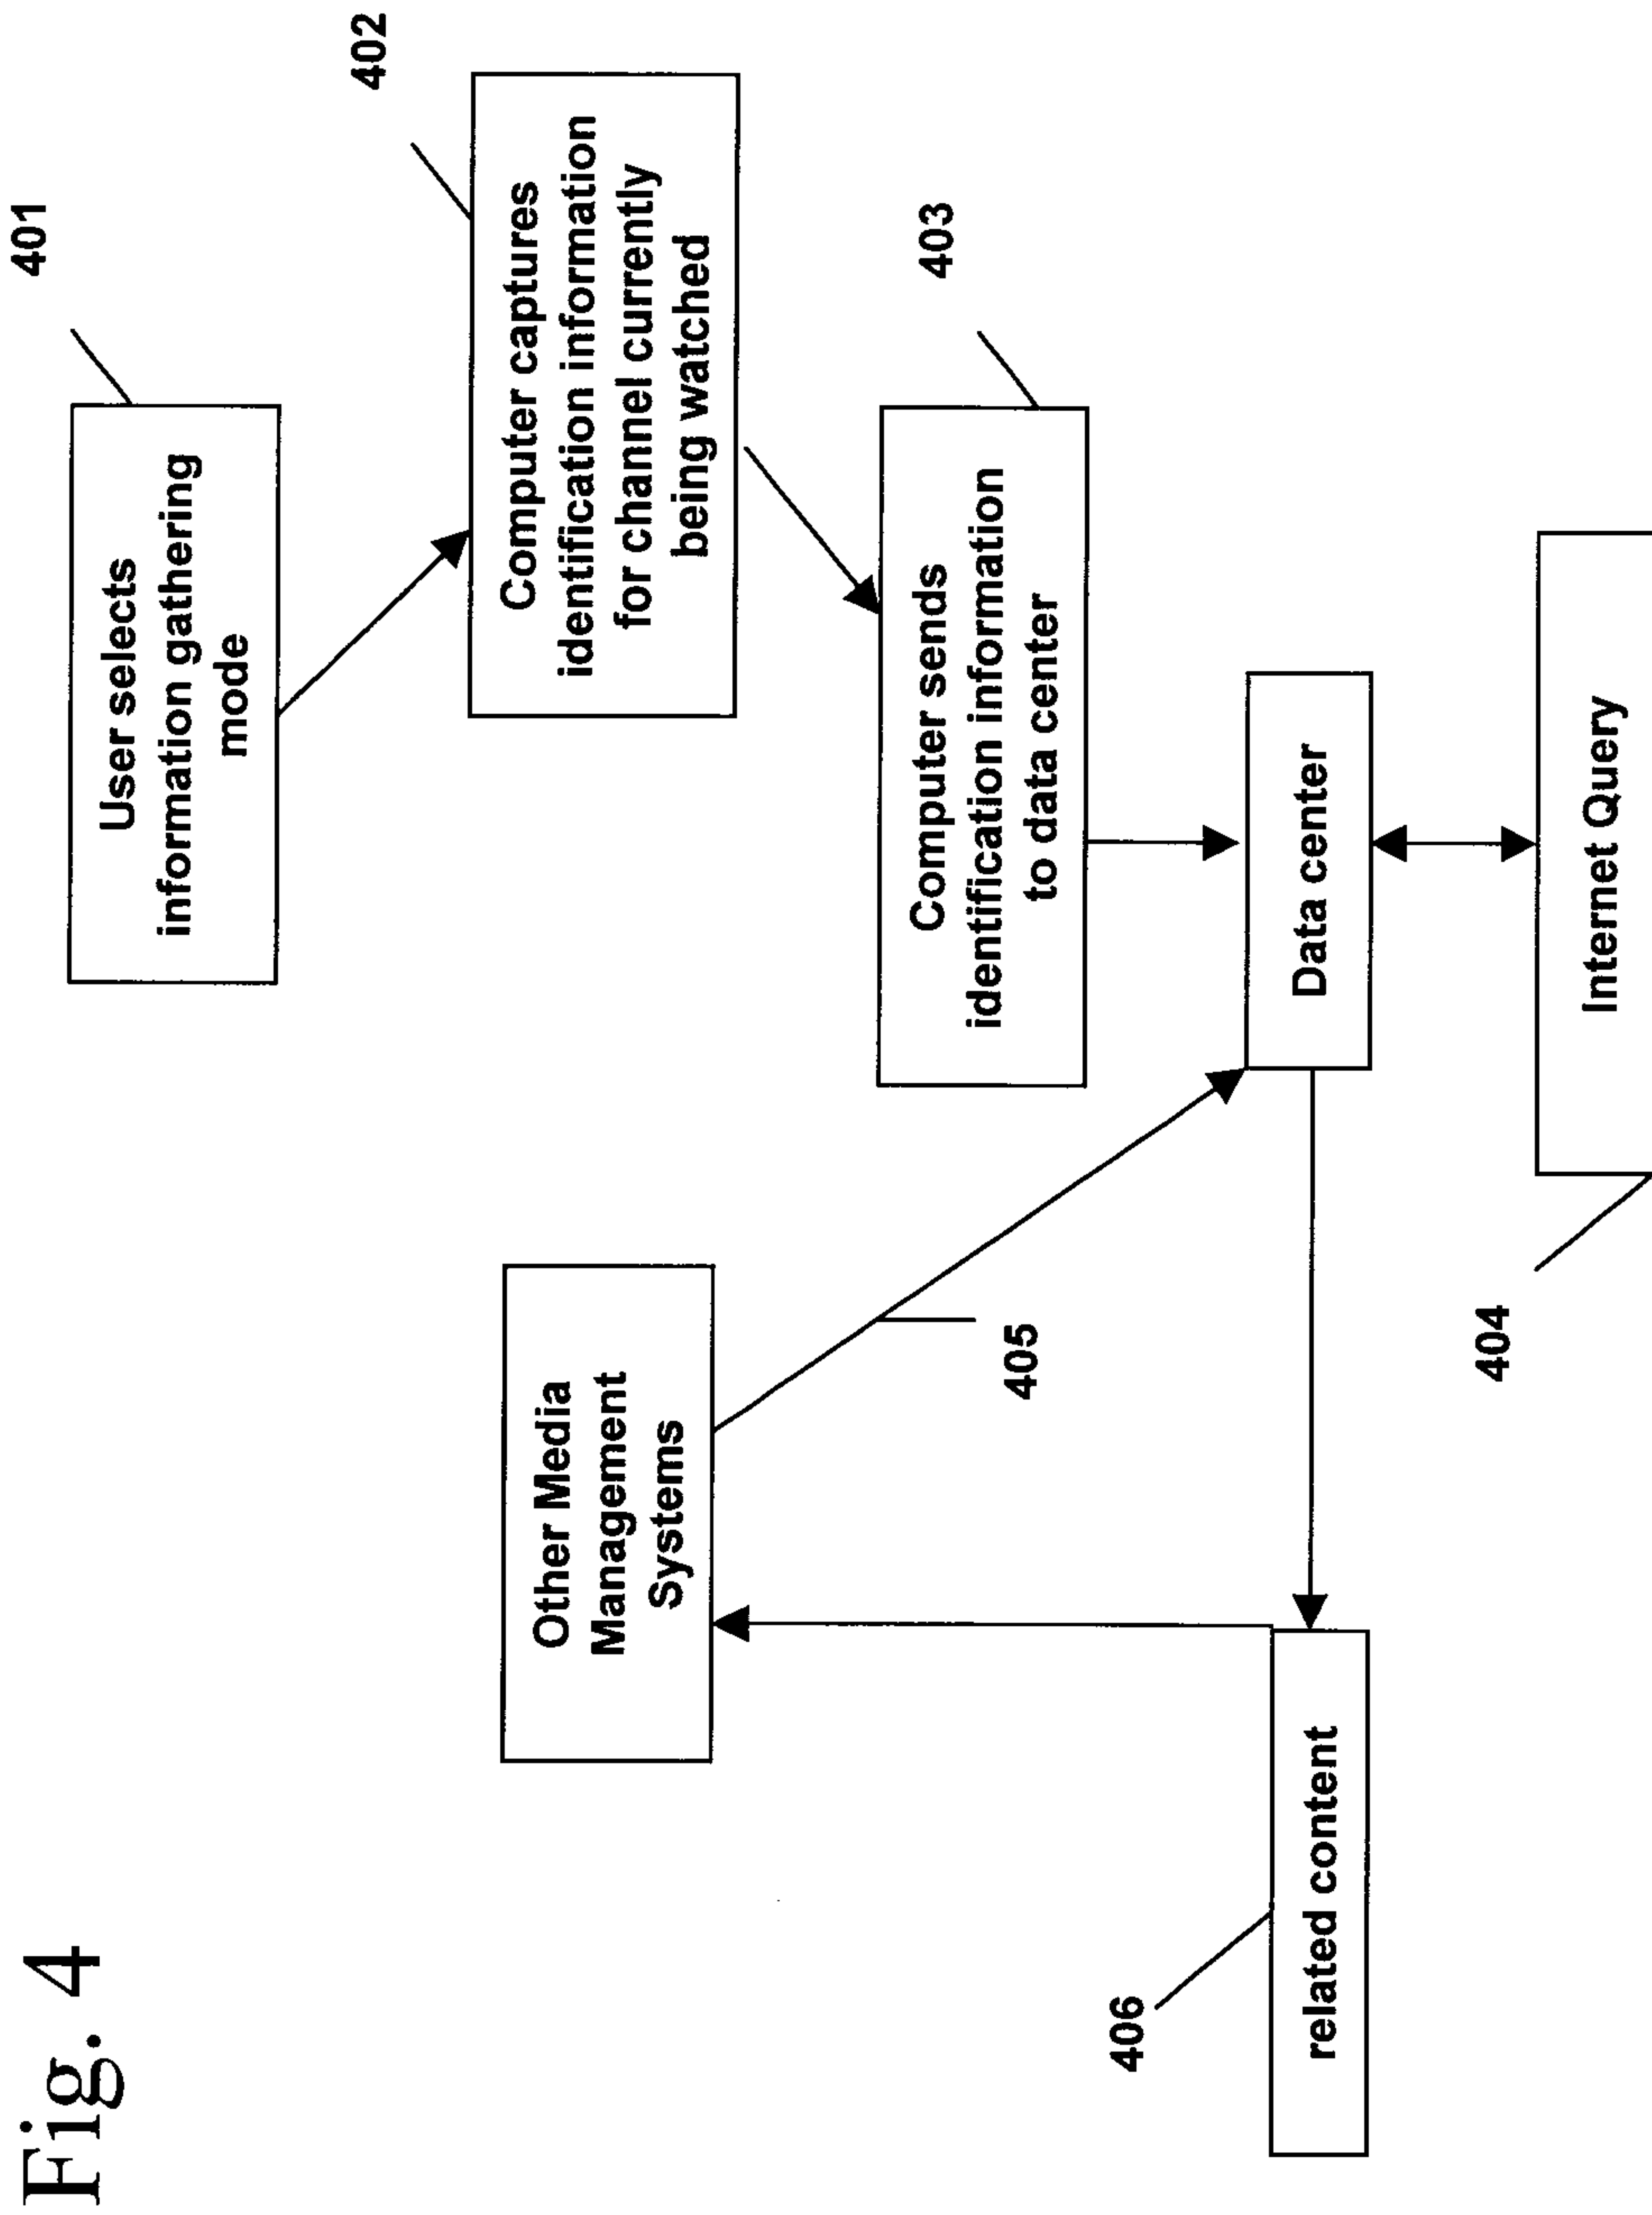 Fig. 4
401
User selects
information gathering
mode
402
Computer captures
identification information
for channel currently
being watched
403
Computer sends
identification information
to data center
Other Media
Management
Systems
405
Data center
406
related content
404
Internet Query